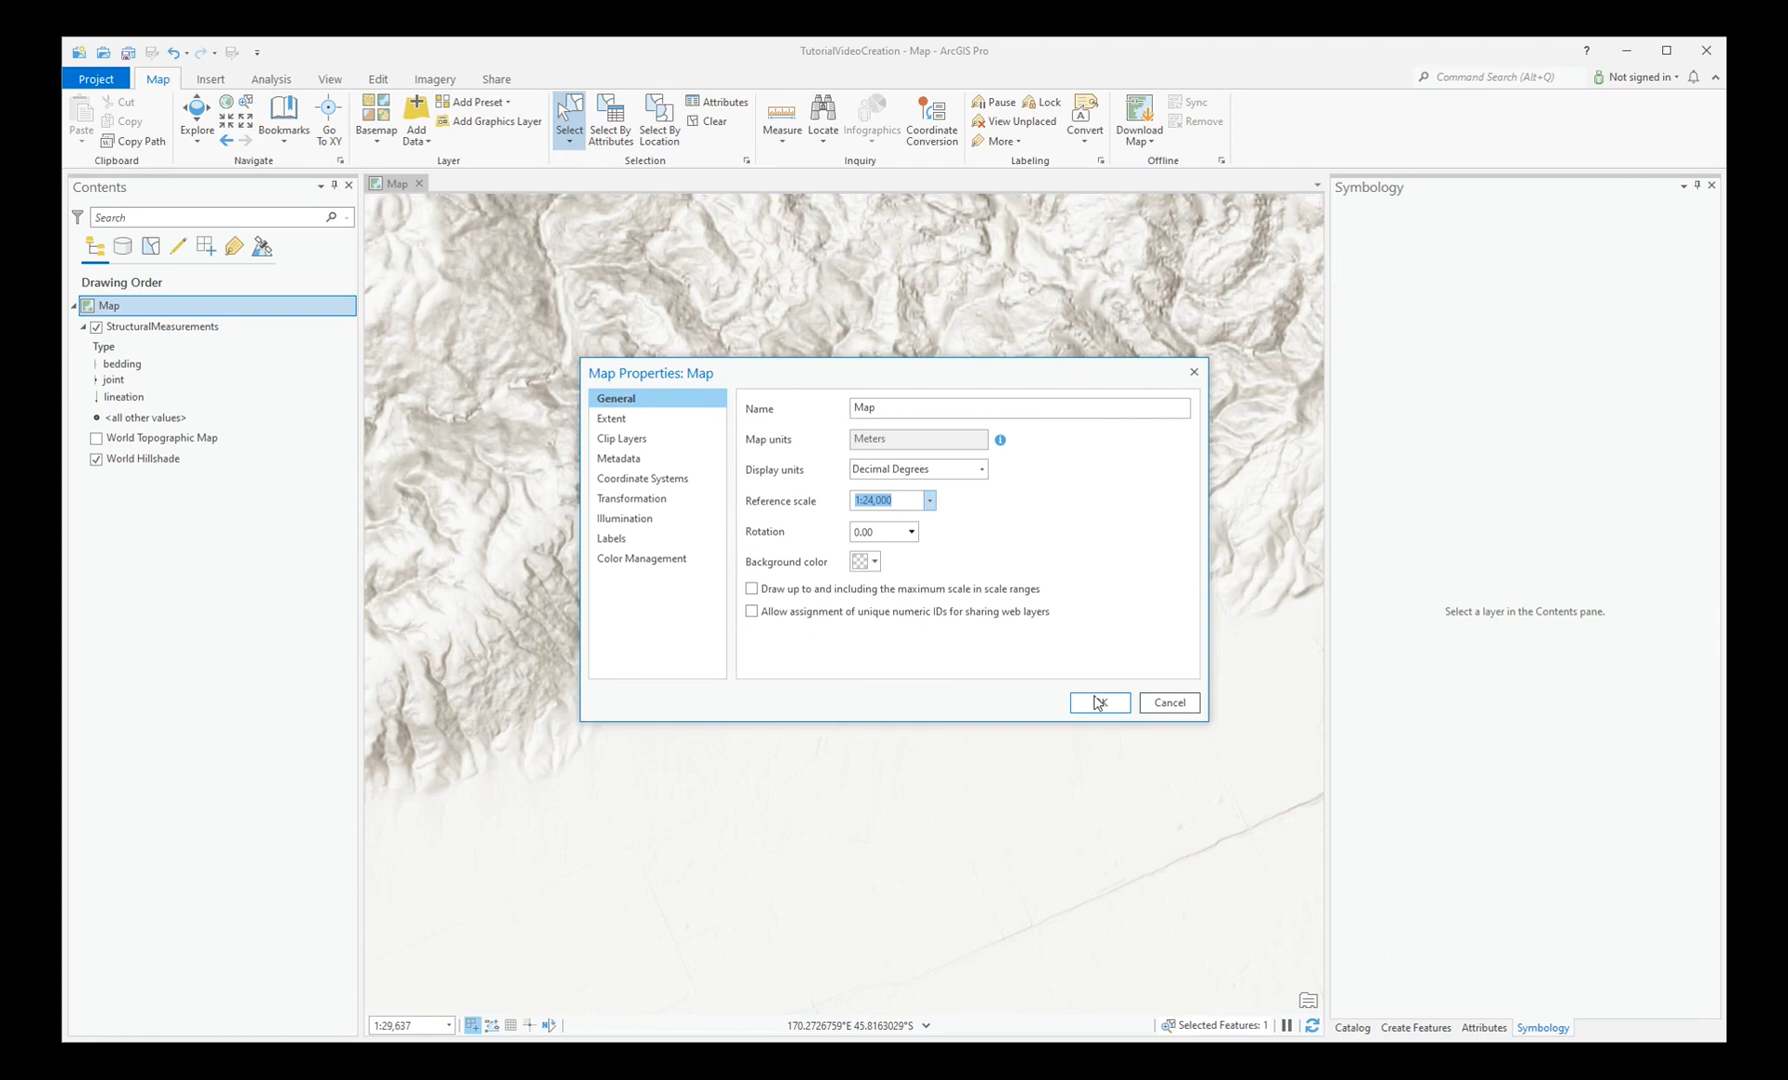 TutorialVideoCreation - Map - ArcGIS Pro
?
Project Map Insert Analysis View Edit Imagery Share
Command Search (Alt+Q) Not signed in
Paste Cut Copy Copy Path Clipboard
Explore Bookmarks Go To XY Navigate
Basemap Add Data Add Preset Add Graphics Layer Layer
Select Select By Attributes Select By Location Attributes Clear Selection
Measure Locate Infographics Coordinate Conversion Inquiry
Pause Lock View Unplaced More Convert Labeling
Download Map Sync Remove Offline
Contents
Search
Drawing Order
Map
StructuralMeasurements
Type
bedding
joint
lineation
<all other values>
World Topographic Map
World Hillshade
Map
Map Properties: Map
General
Extent
Clip Layers
Metadata
Coordinate Systems
Transformation
Illumination
Labels
Color Management
Name Map
Map units Meters
Display units Decimal Degrees
Reference scale 1:24,000
Rotation 0.00
Background color
Draw up to and including the maximum scale in scale ranges
Allow assignment of unique numeric IDs for sharing web layers
Cancel
Symbology
Select a layer in the Contents pane.
1:29,637
170.2726759°E 45.8163029°S
Selected Features: 1
Catalog Create Features Attributes Symbology